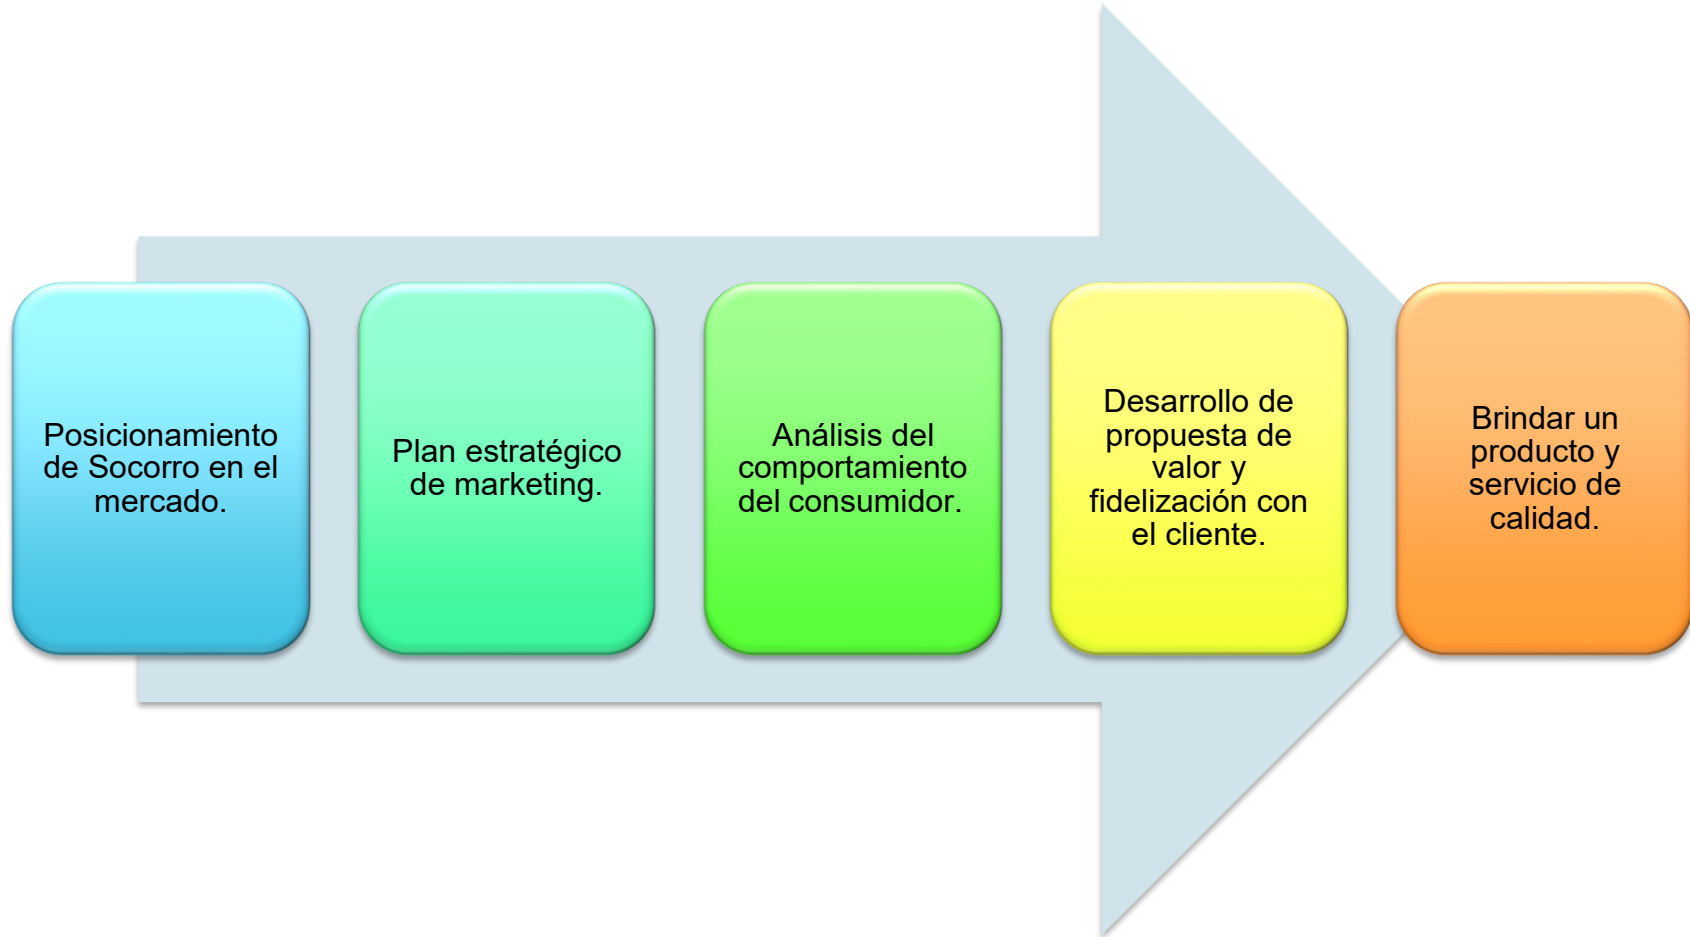 Posicionamiento
de Socorro en el
mercado.
Plan estratégico
de marketing.
Análisis del
comportamiento
del consumidor.
Desarrollo de
propuesta de
valor y
fidelización con
el cliente.
Brindar un
producto y
servicio de
calidad.